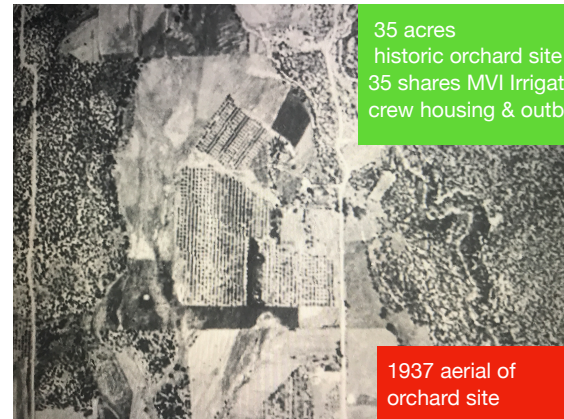 35 acres
historic orchard site
35 shares MVI Irrigat
crew housing & outb
1937 aerial of
orchard site